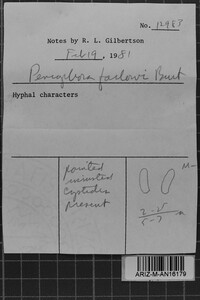 No. 12983
Notes by R. L. Gilbertson
Feb 19, 1981
Peniophora farlowii Burt
Hyphal characters
M-
Pointed
incrusted
Cystidia
Present
ARIZ-M-AN16179